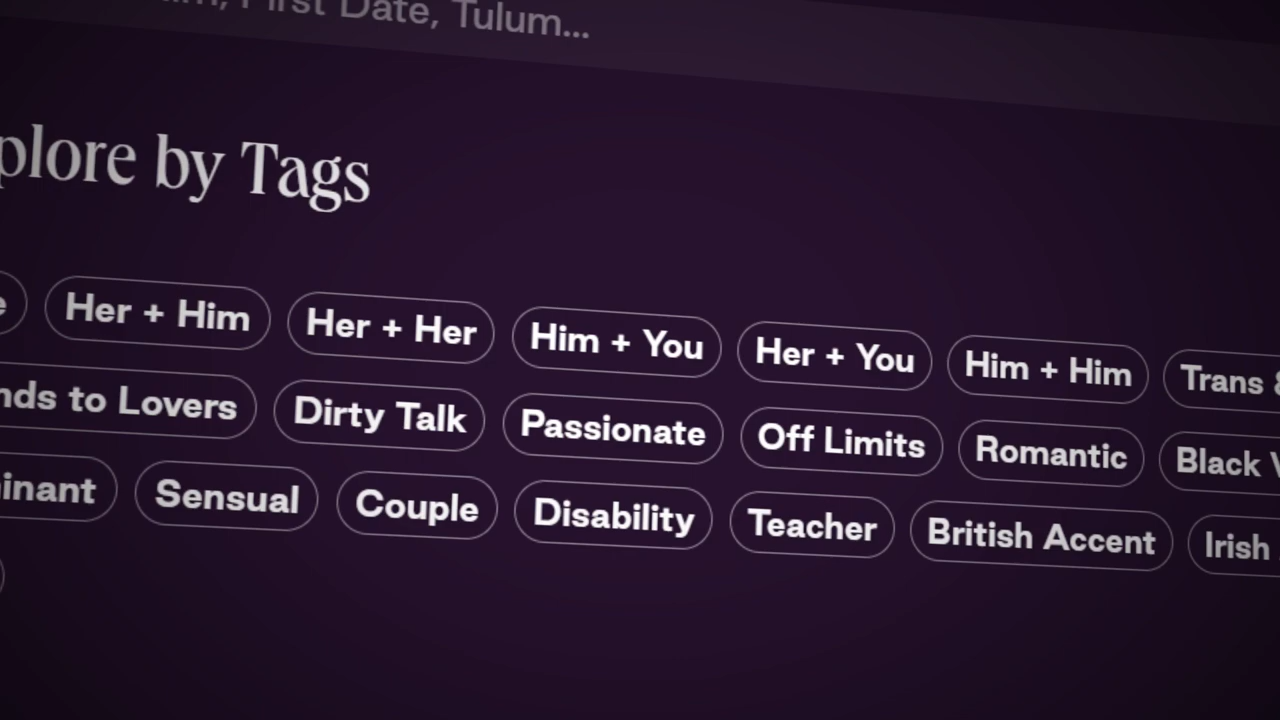 First Date, Tulum...
plore by Tags
e Her + Him Her + Her Him + You Her + You Him + Him Trans &
nds to Lovers Dirty Talk Passionate Off Limits Romantic Black
inant Sensual Couple Disability Teacher British Accent Irish